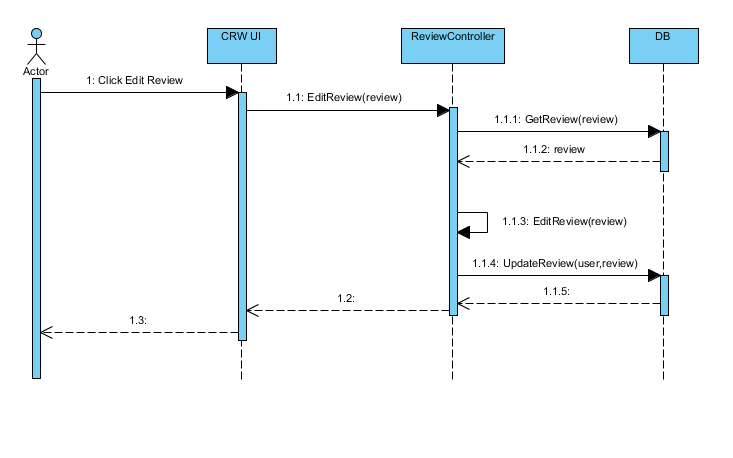 CRW UI
ReviewController
DB
Actor
1: Click Edit Review
1.1: EditReview(review)
1.1.1: GetReview(review)
1.1.2: review
1.1.3: EditReview(review)
1.1.4: UpdateReview(user,review)
1.1.5:
1.2:
1.3: